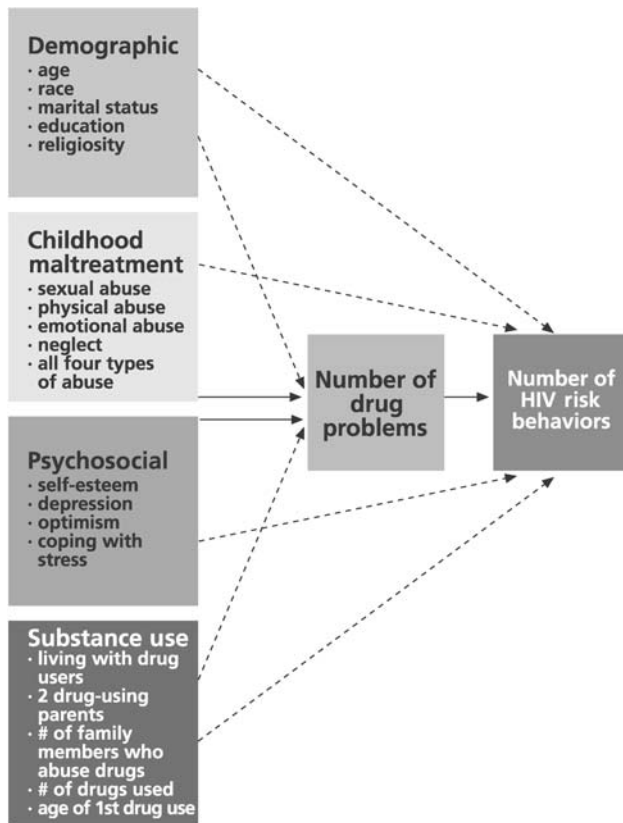 Demographic
· age
· race
· marital status
· education
· religiosity
Childhood
maltreatment
· sexual abuse
· physical abuse
· emotional abuse
· neglect
· all four types
of abuse
Psychosocial
· self-esteem
· depression
· optimism
· coping with
stress
Substance use
· living with drug
users
· 2 drug-using
parents
· # of family
members who
abuse drugs
· # of drugs used
· age of 1st drug use
Number of
drug
problems
Number of
HIV risk
behaviors